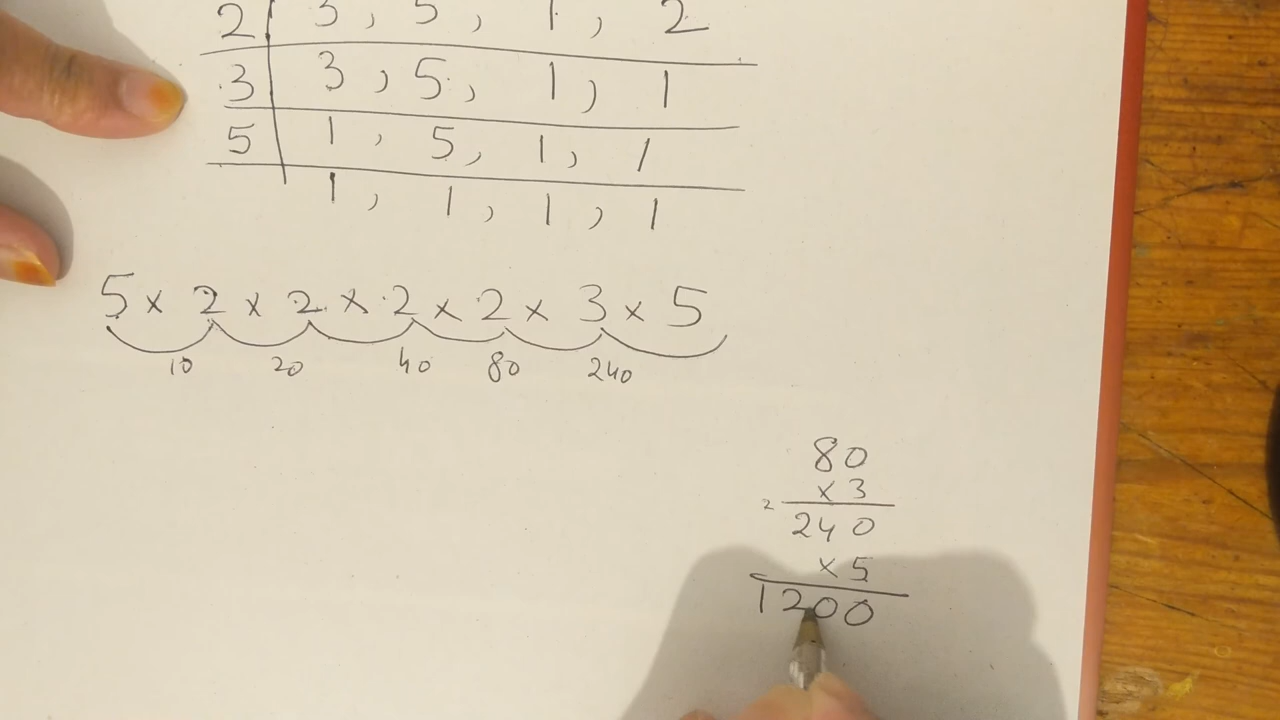 2 | 3 , 5 , 1 , 2
3 | 3 , 5 , 1 , 1
5 | 1 , 5 , 1 , 1
1 , 1 , 1 , 1
5 × 2 × 2 × 2 × 2 × 3 × 5
10 20 40 80 240
80
× 3
2
240
× 5
1200